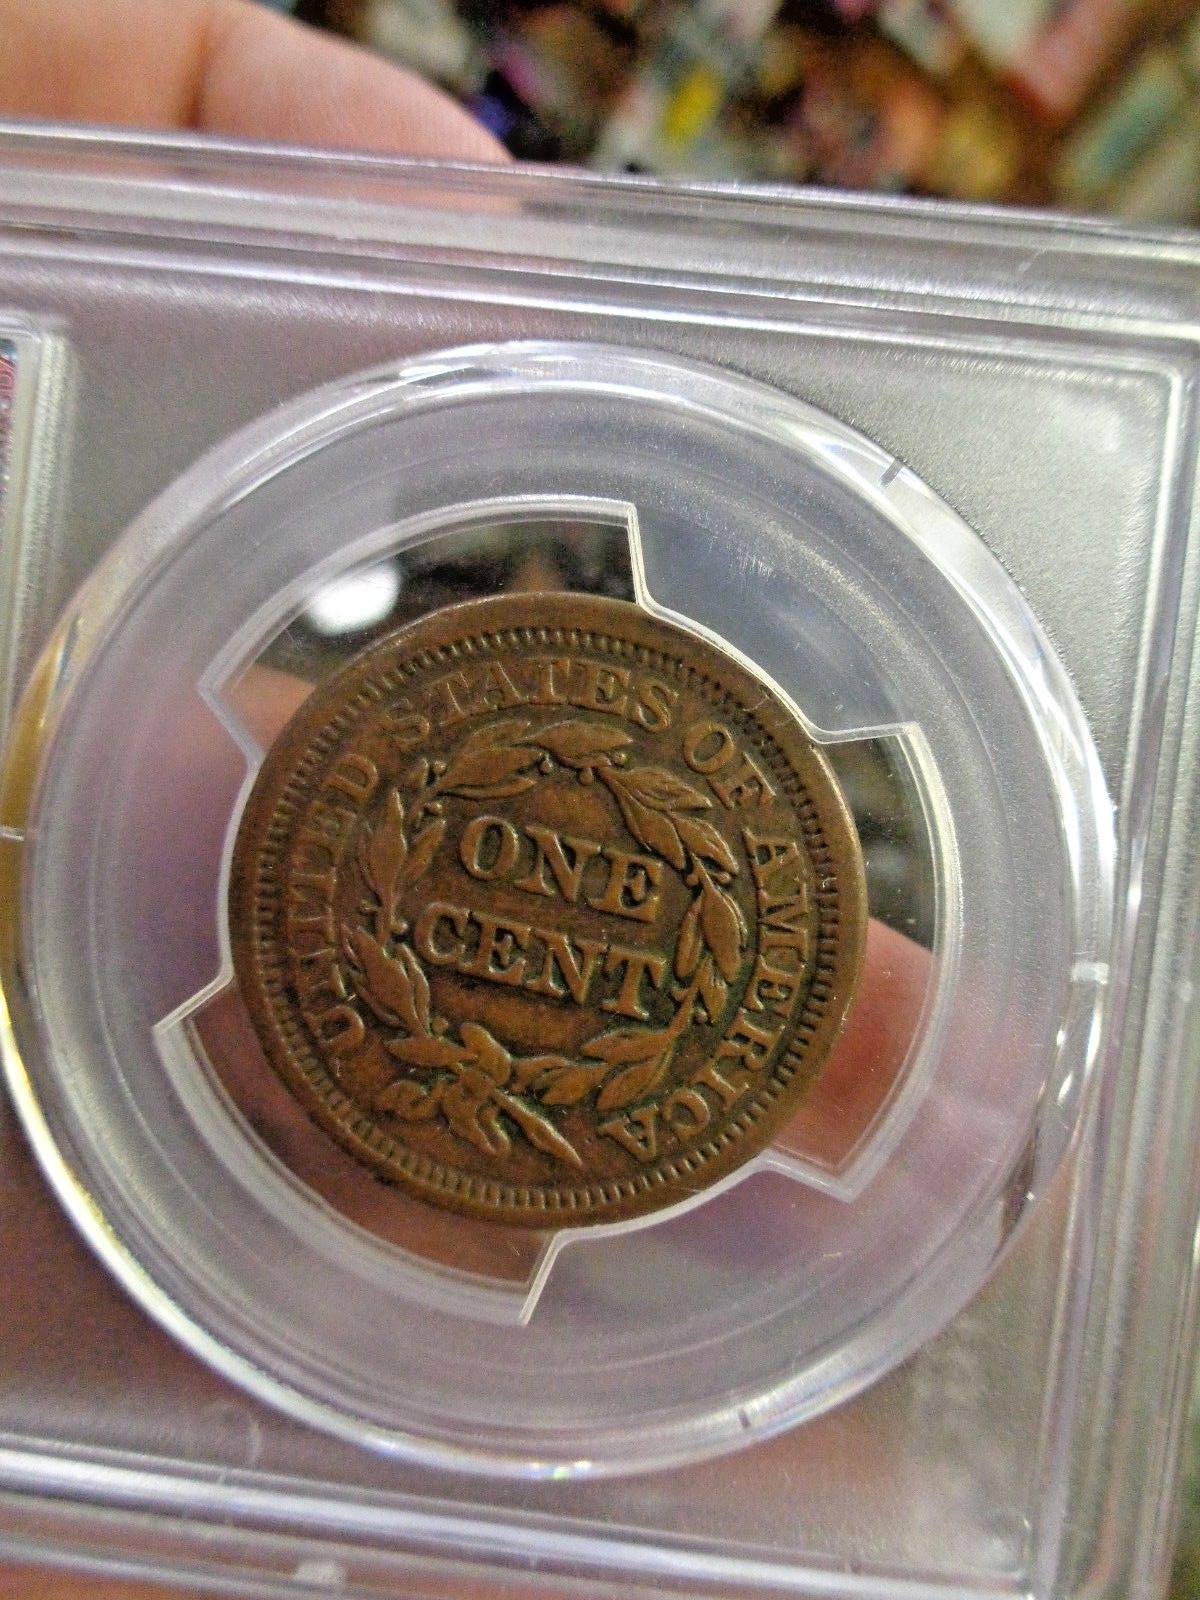 UNITED STATES OF AMERICA
ONE
CENT